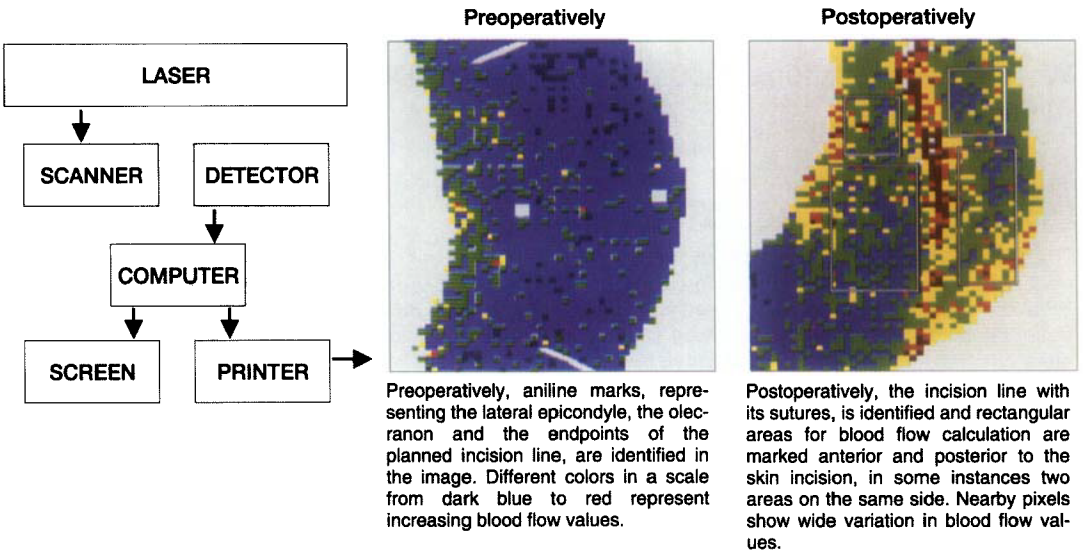 Preoperatively
Postoperatively
LASER
SCANNER
DETECTOR
COMPUTER
SCREEN
PRINTER
Preoperatively, aniline marks, repre-
senting the lateral epicondyle, the olec-
ranon and the endpoints of the
planned incision line, are identified in
the image. Different colors in a scale
from dark blue to red represent
increasing blood flow values.
Postoperatively, the incision line with
its sutures, is identified and rectangular
areas for blood flow calculation are
marked anterior and posterior to the
skin incision, in some instances two
areas on the same side. Nearby pixels
show wide variation in blood flow val-
ues.